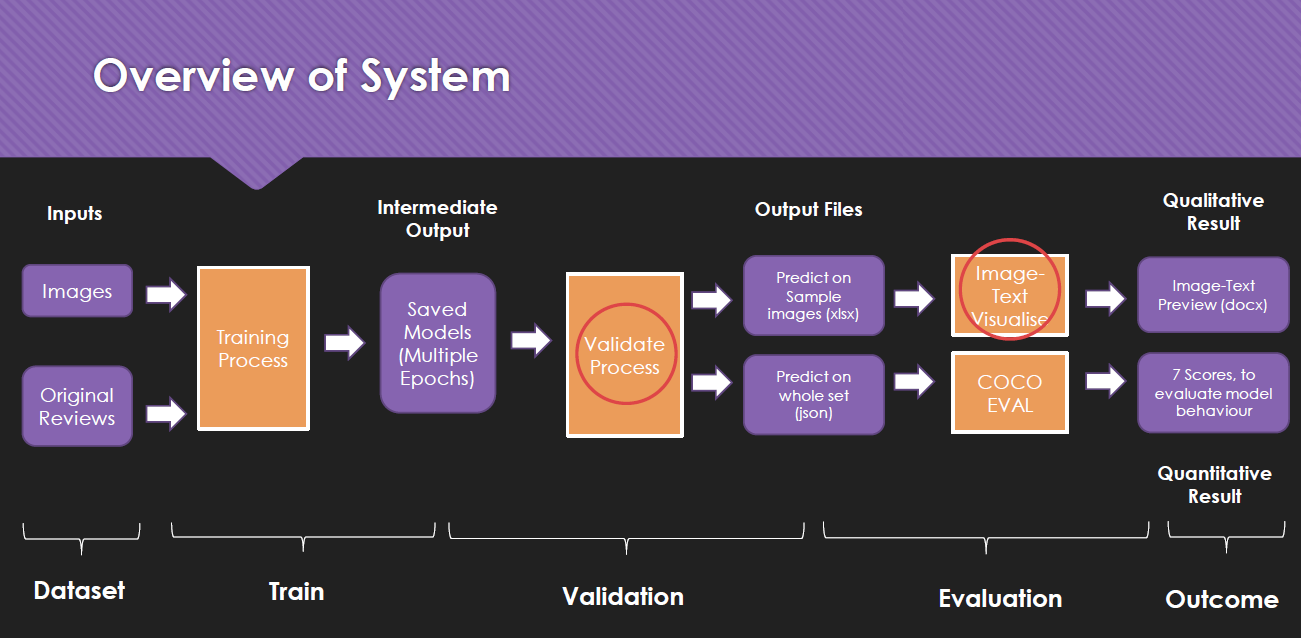 Overview of System
Inputs
Intermediate
Output
Output Files
Qualitative
Result
Images
Original
Reviews
Training
Process
Saved
Models
(Multiple
Epochs)
Validate
Process
Predict on
Sample
images (xlsx)
Predict on
whole set
(json)
Image-
Text
Visualise
COCO
EVAL
Image-Text
Preview (docx)
7 Scores, to
evaluate model
behaviour
Quantitative
Result
Dataset
Train
Validation
Evaluation
Outcome